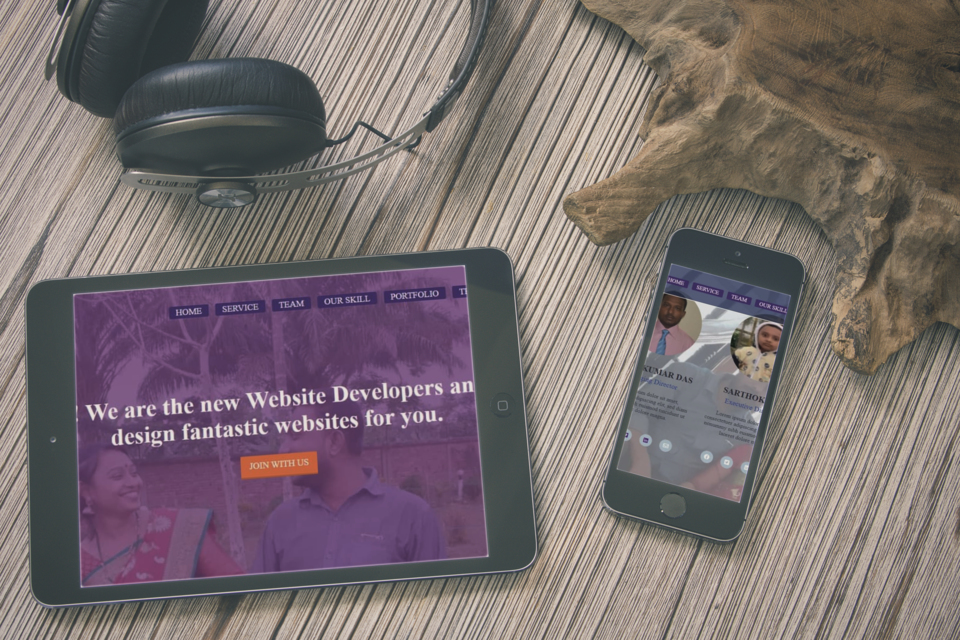 HOME SERVICE TEAM OUR SKILL PORTFOLIO
We are the new Website Developers an
design fantastic websites for you.
JOIN WITH US
HOME SERVICE TEAM OUR SKILL
KUMAR DAS
SARTHOK